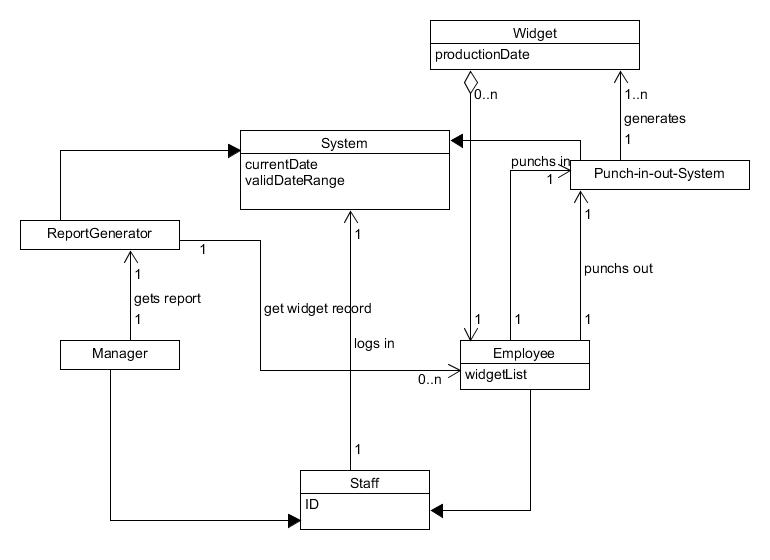 Widget
productionDate
0..n
1..n
generates
1
System
currentDate
validDateRange
punchs in
1
Punch-in-out-System
ReportGenerator
1
1
1
punchs out
1
gets report
1
get widget record
logs in
1
1
1
Manager
Employee
widgetList
0..n
1
Staff
ID